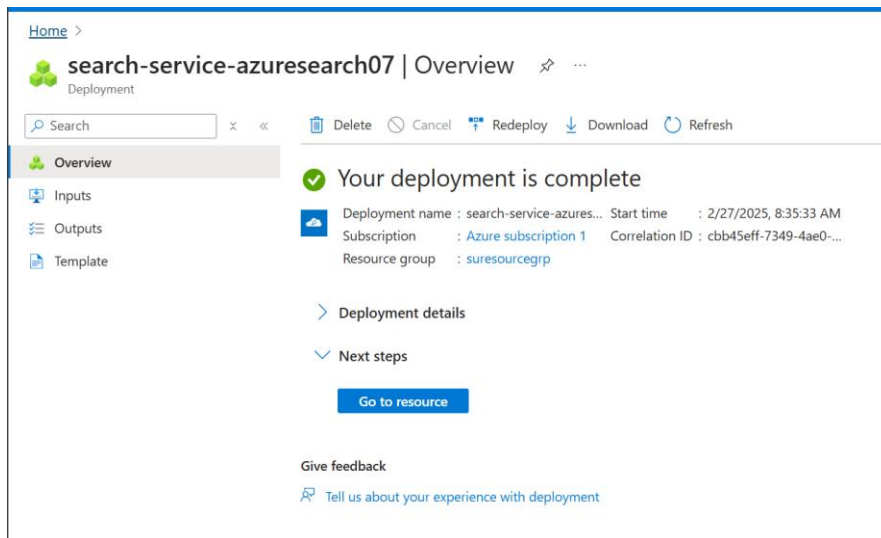 Home >
search-service-azuresearch07 | Overview ...
Deployment
Search
Delete Cancel Redeploy Download Refresh
Overview
Inputs
Outputs
Template
Your deployment is complete
Deployment name : search-service-azures... Start time : 2/27/2025, 8:35:33 AM
Subscription : Azure subscription 1 Correlation ID : cbb45eff-7349-4ae0-...
Resource group : suresourcegrp
Deployment details
Next steps
Go to resource
Give feedback
Tell us about your experience with deployment